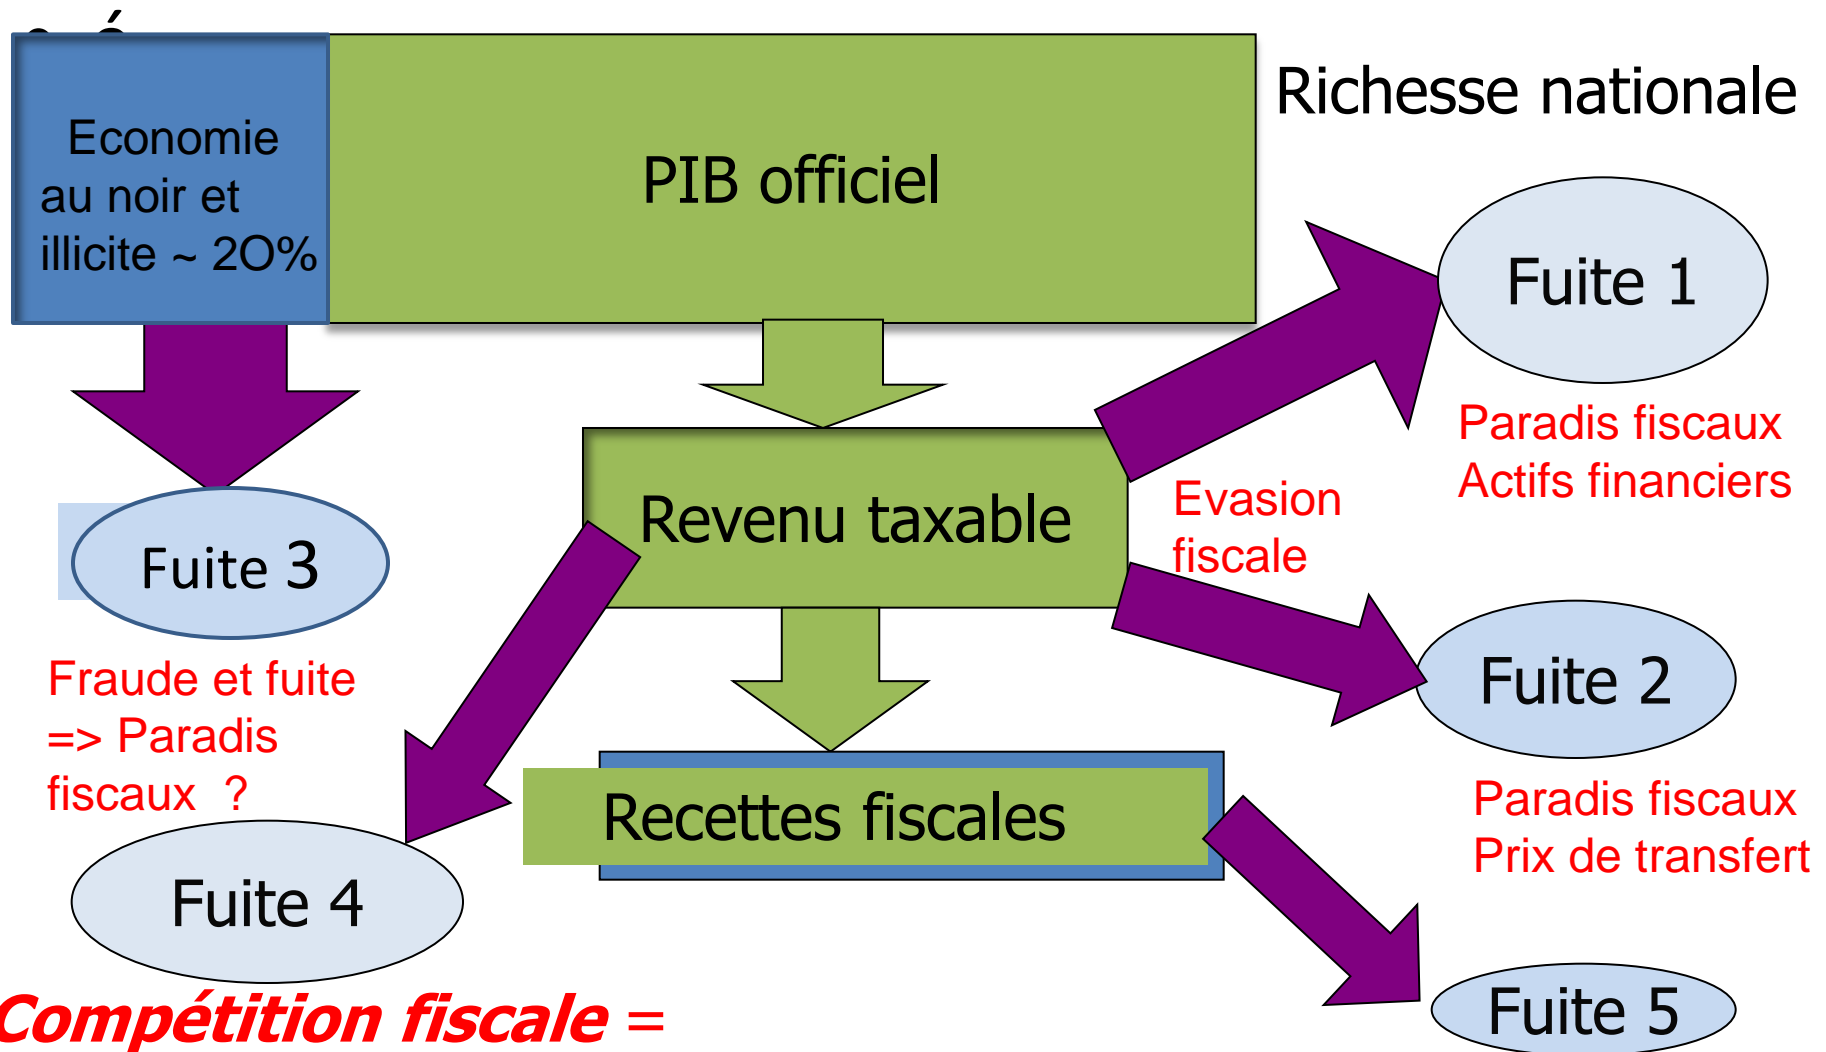 Richesse nationale
Economie
au noir et
illicite ~ 2O%
PIB officiel
Fuite 1
Paradis fiscaux
Actifs financiers
Evasion
fiscale
Revenu taxable
Fuite 3
Fraude et fuite
=> Paradis
fiscaux ?
Fuite 2
Paradis fiscaux
Prix de transfert
Recettes fiscales
Fuite 4
Fuite 5
Compétition fiscale =